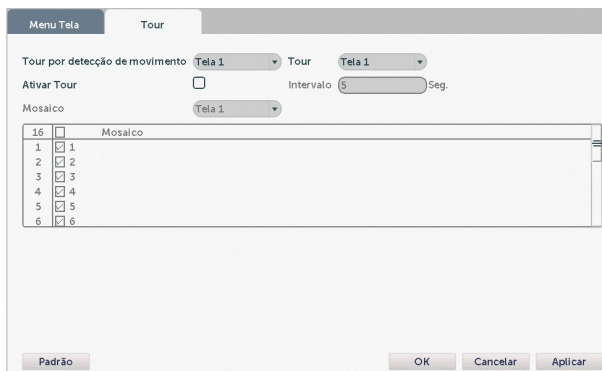 Menu Tela Tour
Tour por detecção de movimento Tela 1 Tour Tela 1
Ativar Tour Intervalo 5 Seg.
Mosaico Tela 1
16 Mosaico
1 1
2 2
3 3
4 4
5 5
6 6
Padrão OK Cancelar Aplicar